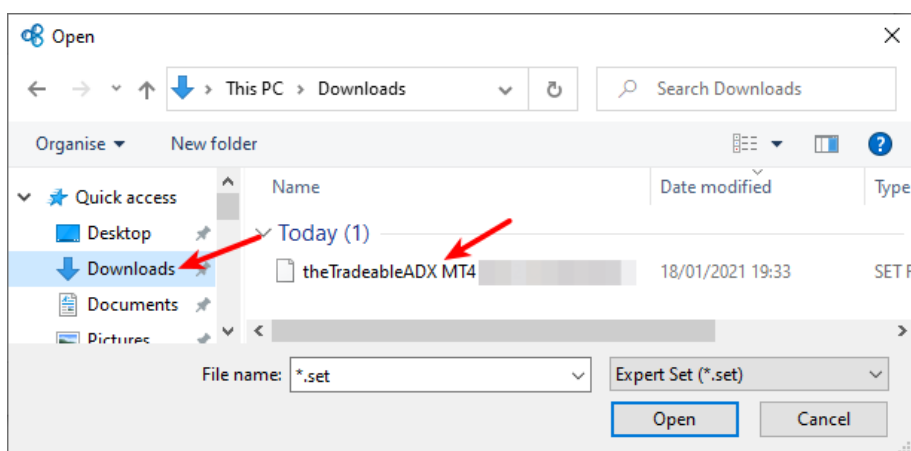 Open
This PC > Downloads
Search Downloads
Organise
New folder
Name
Date modified
Type
Quick access
Desktop
Downloads
Documents
Pictures
Today (1)
theTradeableADX MT4
18/01/2021 19:33
SET
File name:
*.set
Expert Set (*.set)
Open
Cancel